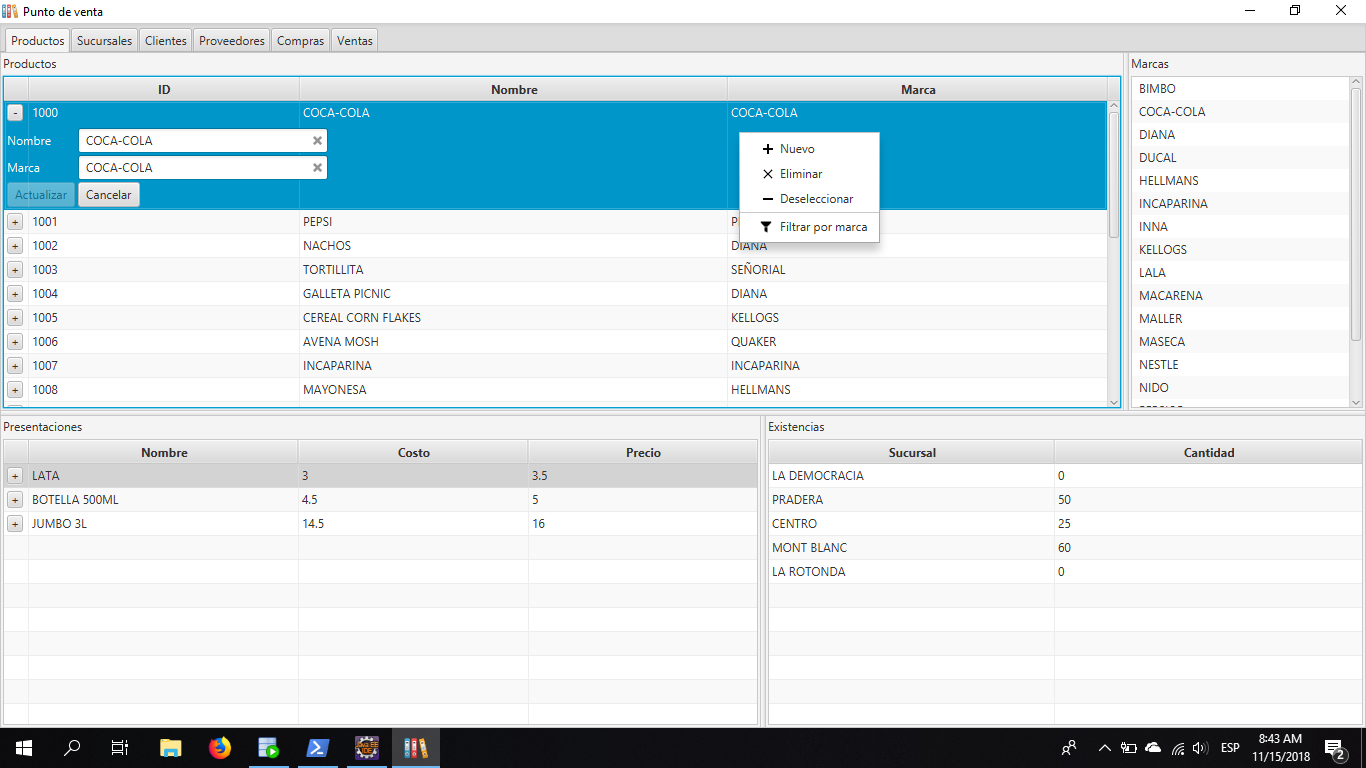 Punto de venta
Productos Sucursales Clientes Proveedores Compras Ventas
Productos
ID Nombre Marca
- 1000 COCA-COLA COCA-COLA
Nombre COCA-COLA
Marca COCA-COLA
Actualizar Cancelar
+ 1001 PEPSI
+ 1002 NACHOS DIANA
+ 1003 TORTILLITA SEÑORIAL
+ 1004 GALLETA PICNIC DIANA
+ 1005 CEREAL CORN FLAKES KELLOGS
+ 1006 AVENA MOSH QUAKER
+ 1007 INCAPARINA INCAPARINA
+ 1008 MAYONESA HELLMANS
Nuevo
Eliminar
Deseleccionar
Filtrar por marca
Marcas
BIMBO
COCA-COLA
DIANA
DUCAL
HELLMANS
INCAPARINA
INNA
KELLOGS
LALA
MACARENA
MALLER
MASECA
NESTLE
NIDO
Presentaciones
Nombre Costo Precio
+ LATA 3 3.5
+ BOTELLA 500ML 4.5 5
+ JUMBO 3L 14.5 16
Existencias
Sucursal Cantidad
LA DEMOCRACIA 0
PRADERA 50
CENTRO 25
MONT BLANC 60
LA ROTONDA 0
ESP
8:43 AM
11/15/2018
2